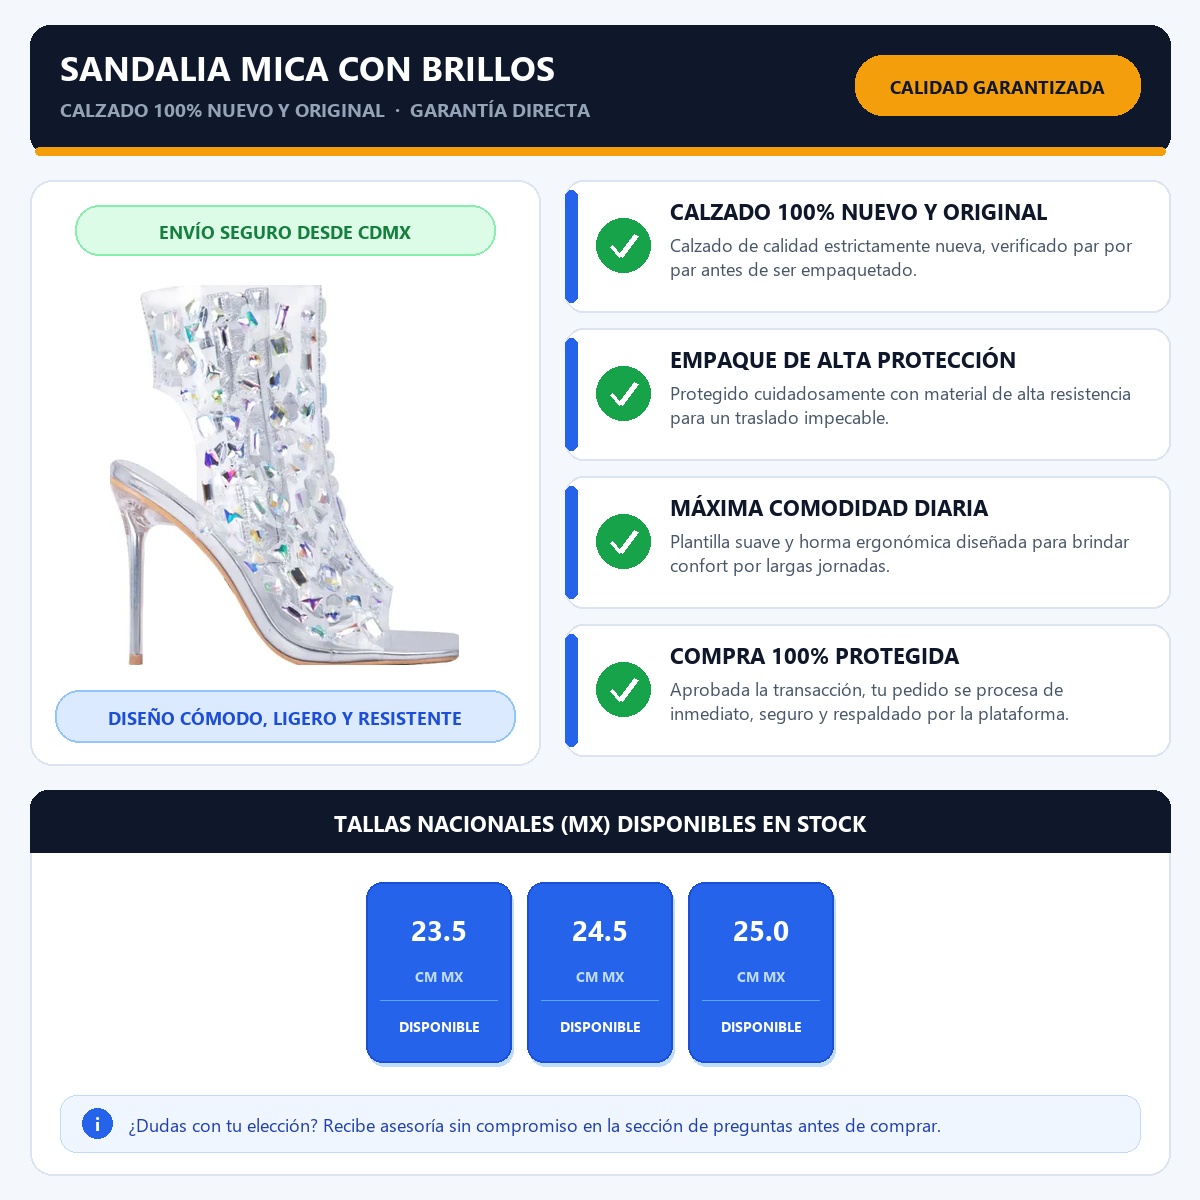 SANDALIA MICA CON BRILLOS
CALZADO 100% NUEVO Y ORIGINAL · GARANTÍA DIRECTA
CALIDAD GARANTIZADA
ENVÍO SEGURO DESDE CDMX
DISEÑO CÓMODO, LIGERO Y RESISTENTE
CALZADO 100% NUEVO Y ORIGINAL
Calzado de calidad estrictamente nueva, verificado par por
par antes de ser empaquetado.
EMPAQUE DE ALTA PROTECCIÓN
Protegido cuidadosamente con material de alta resistencia
para un traslado impecable.
MÁXIMA COMODIDAD DIARIA
Plantilla suave y horma ergonómica diseñada para brindar
confort por largas jornadas.
COMPRA 100% PROTEGIDA
Aprobada la transacción, tu pedido se procesa de
inmediato, seguro y respaldado por la plataforma.
TALLAS NACIONALES (MX) DISPONIBLES EN STOCK
23.5
CM MX
DISPONIBLE
24.5
CM MX
DISPONIBLE
25.0
CM MX
DISPONIBLE
¿Dudas con tu elección? Recibe asesoría sin compromiso en la sección de preguntas antes de comprar.